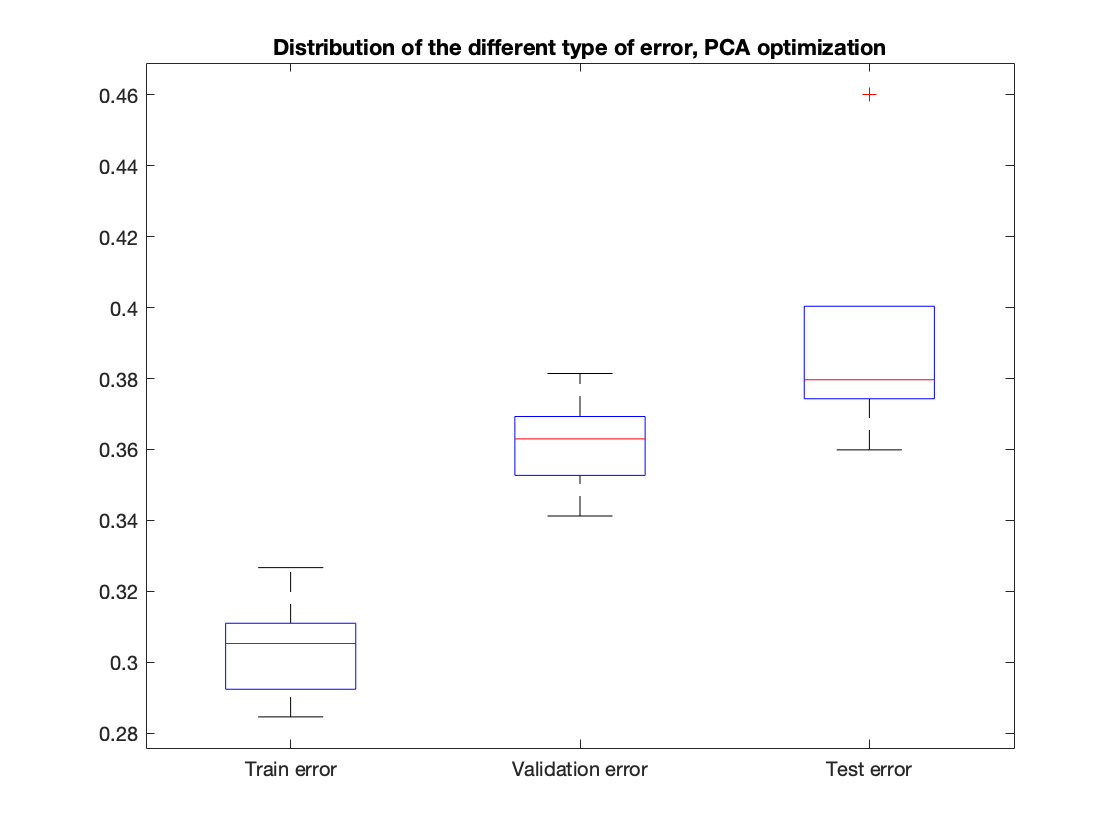 Distribution of the different type of error, PCA optimization
0.46
0.44
0.42
0.4
0.38
0.36
0.34
0.32
0.3
0.28
Train error
Validation error
Test error